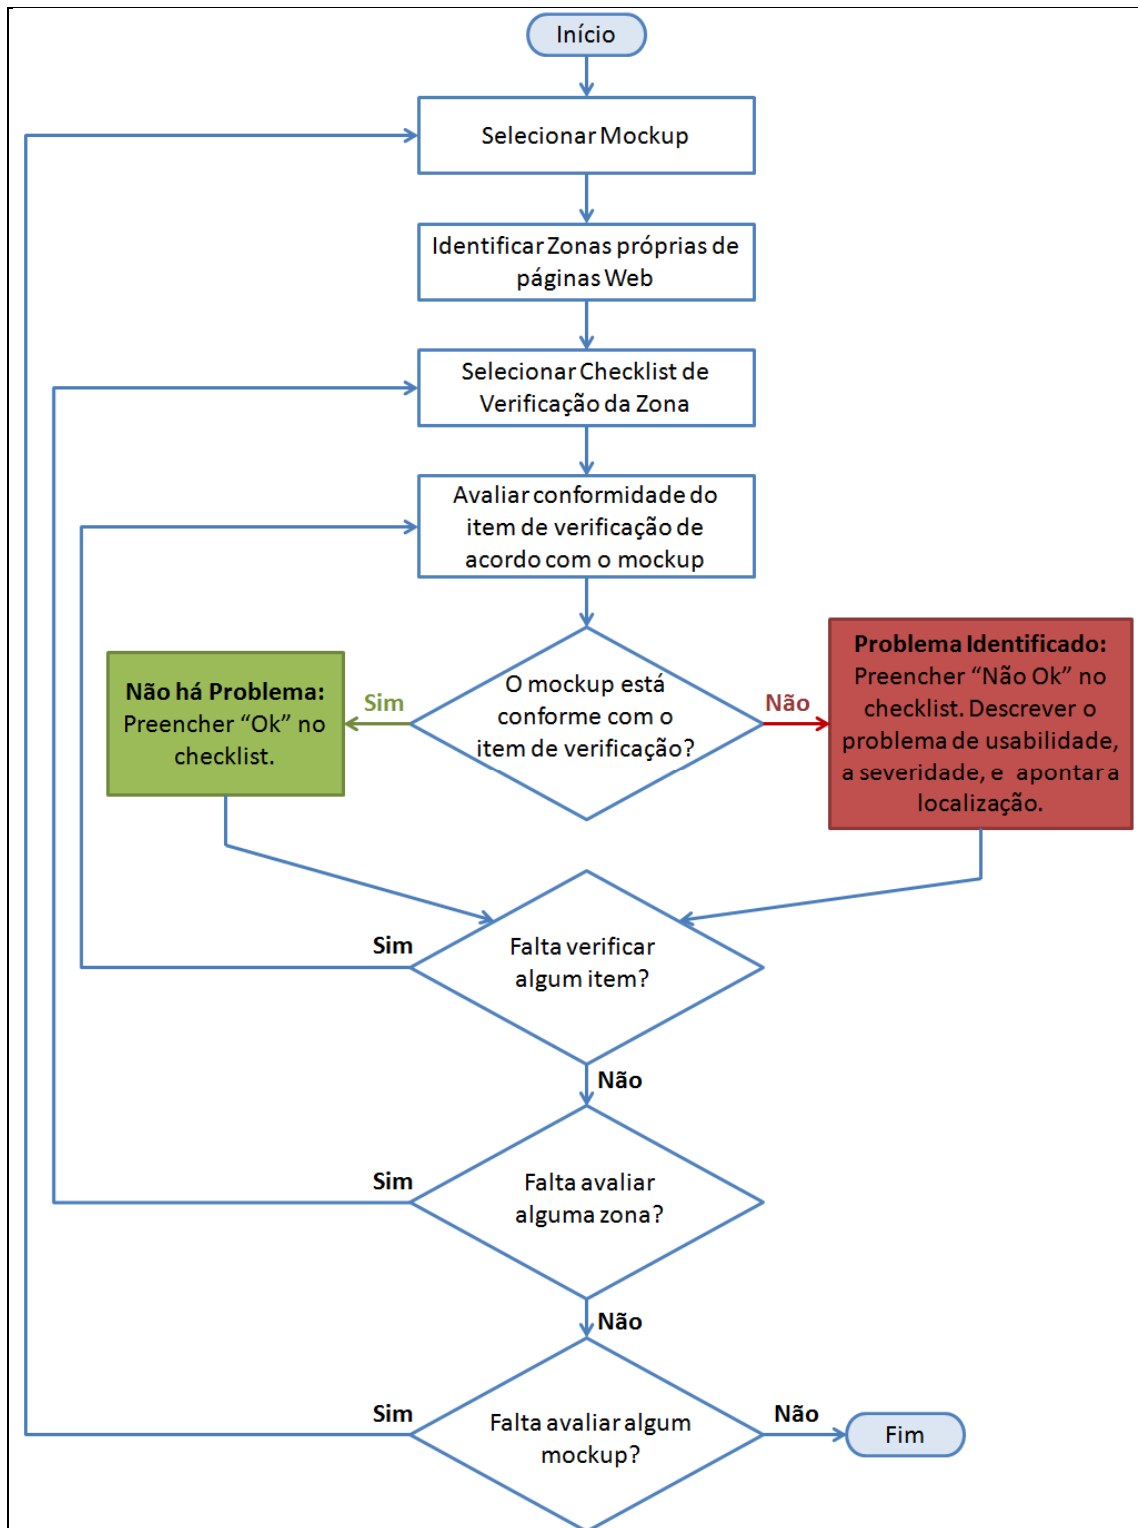 Início
Selecionar Mockup
Identificar Zonas próprias de
páginas Web
Selecionar Checklist de
Verificação da Zona
Avaliar conformidade do
item de verificação de
acordo com o mockup
O mockup está
conforme com o
item de verificação?
Sim
Não
Não há Problema:
Preencher “Ok” no
checklist.
Problema Identificado:
Preencher “Não Ok” no
checklist. Descrever o
problema de usabilidade,
a severidade, e apontar a
localização.
Falta verificar
algum item?
Sim
Não
Falta avaliar
alguma zona?
Sim
Não
Falta avaliar algum
mockup?
Sim
Não
Fim